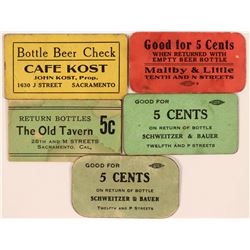 Bottle Beer Check
CAFE KOST
JOHN KOST, Prop.
1630 J STREET SACRAMENTO
Good for 5 Cents
WHEN RETURNED WITH
EMPTY BEER BOTTLE
Maltby & Little
TENTH AND N STREETS
RETURN BOTTLES 5c
The Old Tavern
28TH AND M STREETS
SACRAMENTO, CAL.
GOOD FOR
5 CENTS
ON RETURN OF BOTTLE
SCHWEITZER & BAUER
TWELFTH AND P STREETS
GOOD FOR
5 CENTS
ON RETURN OF BOTTLE
SCHWEITZER & BAUER
TWELFTH AND P STREETS